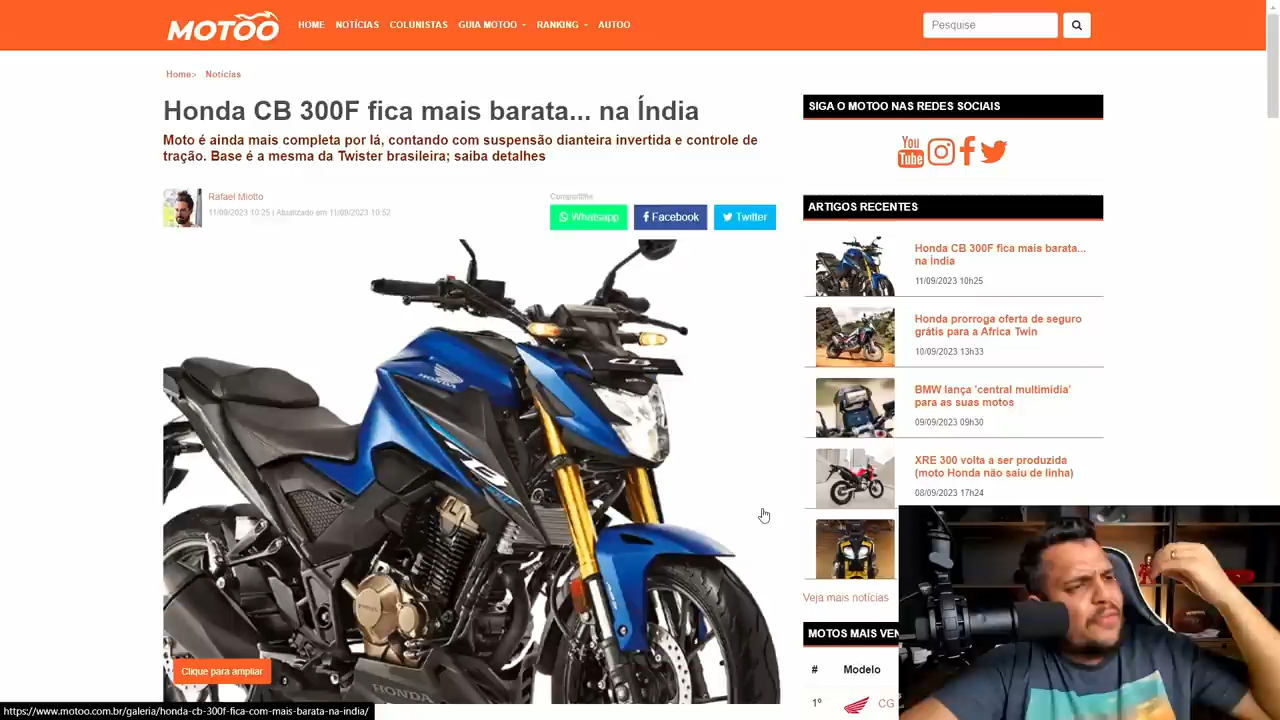 MOTOO
HOME NOTÍCIAS COLUNISTAS GUIA MOTOO RANKING AUTOO
Pesquise
Home> Notícias
Honda CB 300F fica mais barata... na Índia
Moto é ainda mais completa por lá, contando com suspensão dianteira invertida e controle de
tração. Base é a mesma da Twister brasileira; saiba detalhes
Rafael Miotto
11/09/2023 10:25 | Atualizado em 11/09/2023 10:52
Compartilhe
Whatsapp
Facebook
Twitter
HONDA
CB
HONDA
Clique para ampliar
SIGA O MOTOO NAS REDES SOCIAIS
You
Tube
ARTIGOS RECENTES
Honda CB 300F fica mais barata...
na Índia
11/09/2023 10h25
Honda prorroga oferta de seguro
grátis para a Africa Twin
10/09/2023 13h33
BMW lança 'central multimídia'
para as suas motos
09/09/2023 09h30
XRE 300 volta a ser produzida
(moto Honda não saiu de linha)
08/09/2023 17h24
Veja mais notícias
MOTOS MAIS VEN
# Modelo
1º CG
https://www.motoo.com.br/galeria/honda-cb-300f-fica-com-mais-barata-na-india/